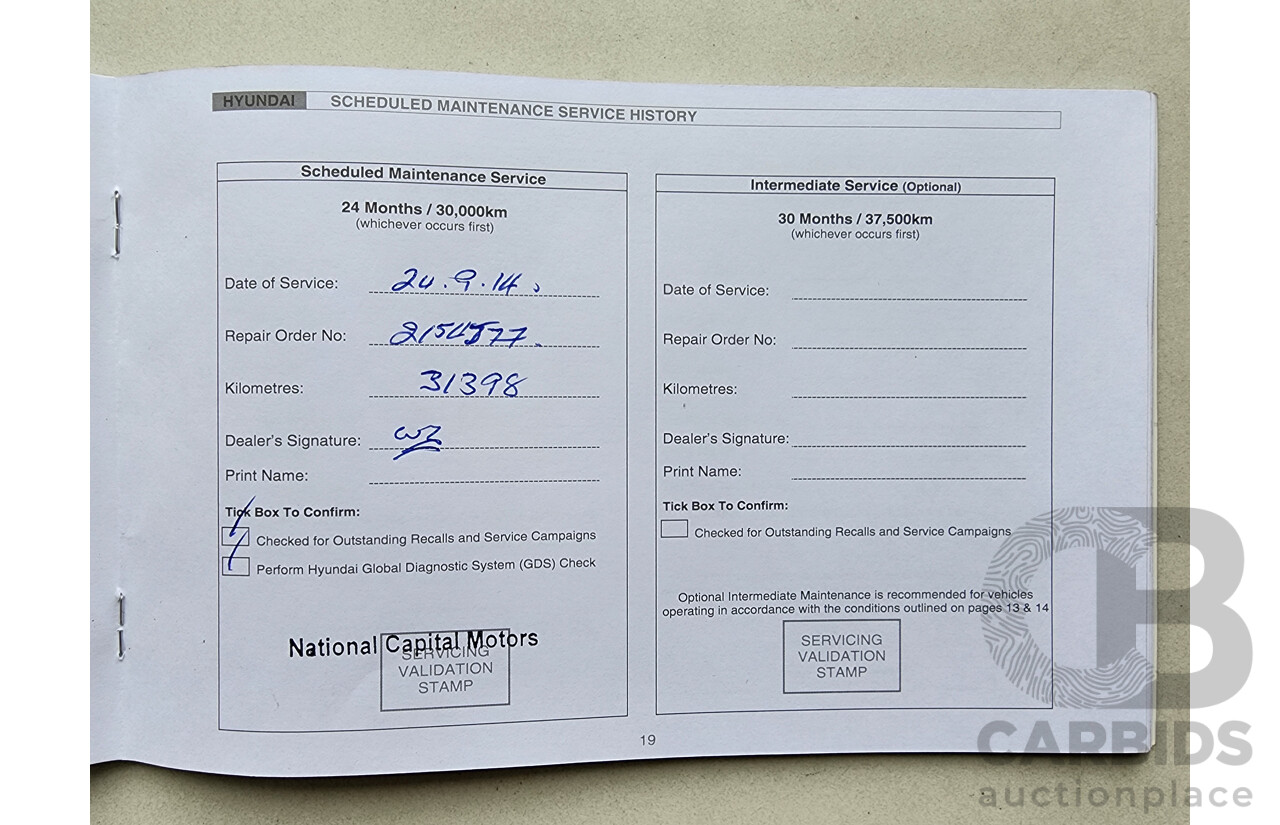 HYUNDAI SCHEDULED MAINTENANCE SERVICE HISTORY
Scheduled Maintenance Service
24 Months / 30,000km
(whichever occurs first)
Date of Service: 24.9.14
Repair Order No:
Kilometres: 31398
Dealer's Signature:
Print Name:
Tick Box To Confirm:
Checked for Outstanding Recalls and Service Campaigns
Perform Hyundai Global Diagnostic System (GDS) Check
National Capital Motors
SERVICING
VALIDATION
STAMP
Intermediate Service (Optional)
30 Months / 37,500km
(whichever occurs first)
Date of Service:
Repair Order No:
Kilometres:
Dealer's Signature:
Print Name:
Tick Box To Confirm:
Checked for Outstanding Recalls and Service Campaigns
Optional Intermediate Maintenance is recommended for vehicles
operating in accordance with the conditions outlined on pages 13 & 14
SERVICING
VALIDATION
STAMP
19
CARBIDS
auctionplace